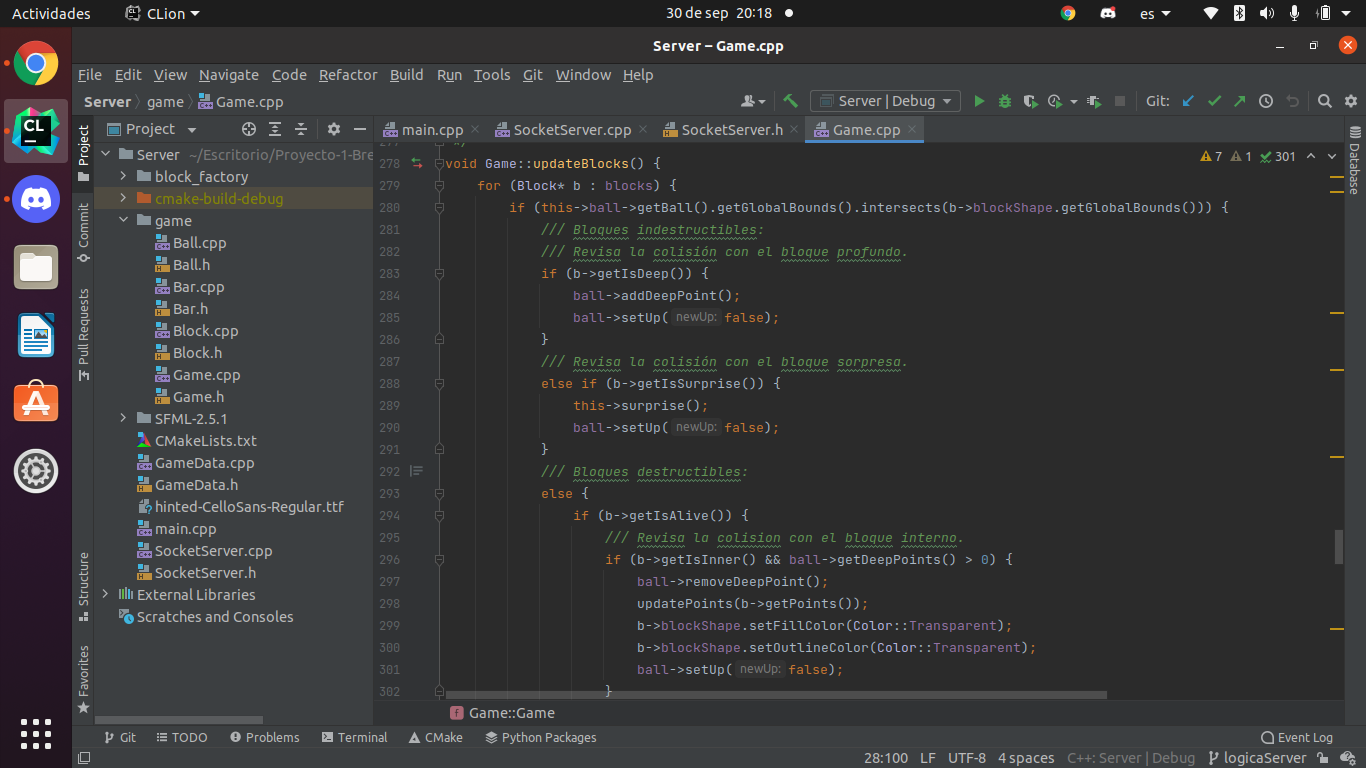 Actividades CLion 30 de sep 20:18 es
Server – Game.cpp
File Edit View Navigate Code Refactor Build Run Tools Git Window Help
Server game Game.cpp Server | Debug Git:
Project main.cpp SocketServer.cpp SocketServer.h Game.cpp
Project
Commit
Pull Requests
Structure
Favorites
Database
Server ~/Escritorio/Proyecto-1-Bre
block_factory
cmake-build-debug
game
Ball.cpp
Ball.h
Bar.cpp
Bar.h
Block.cpp
Block.h
Game.cpp
Game.h
SFML-2.5.1
CMakeLists.txt
GameData.cpp
GameData.h
hinted-CelloSans-Regular.ttf
main.cpp
SocketServer.cpp
SocketServer.h
External Libraries
Scratches and Consoles
7 1 301
277 */
278 void Game::updateBlocks() {
279 for (Block* b : blocks) {
280 if (this->ball->getBall().getGlobalBounds().intersects(b->blockShape.getGlobalBounds())) {
281 /// Bloques indestructibles:
282 /// Revisa la colisión con el bloque profundo.
283 if (b->getIsDeep()) {
284 ball->addDeepPoint();
285 ball->setUp( newUp: false);
286 }
287 /// Revisa la colisión con el bloque sorpresa.
288 else if (b->getIsSurprise()) {
289 this->surprise();
290 ball->setUp( newUp: false);
291 }
292 /// Bloques destructibles:
293 else {
294 if (b->getIsAlive()) {
295 /// Revisa la colision con el bloque interno.
296 if (b->getIsInner() && ball->getDeepPoints() > 0) {
297 ball->removeDeepPoint();
298 updatePoints(b->getPoints());
299 b->blockShape.setFillColor(Color::Transparent);
300 b->blockShape.setOutlineColor(Color::Transparent);
301 ball->setUp( newUp: false);
302 }
f Game::Game
Git TODO Problems Terminal CMake Python Packages Event Log
28:100 LF UTF-8 4 spaces C++: Server | Debug logicaServer